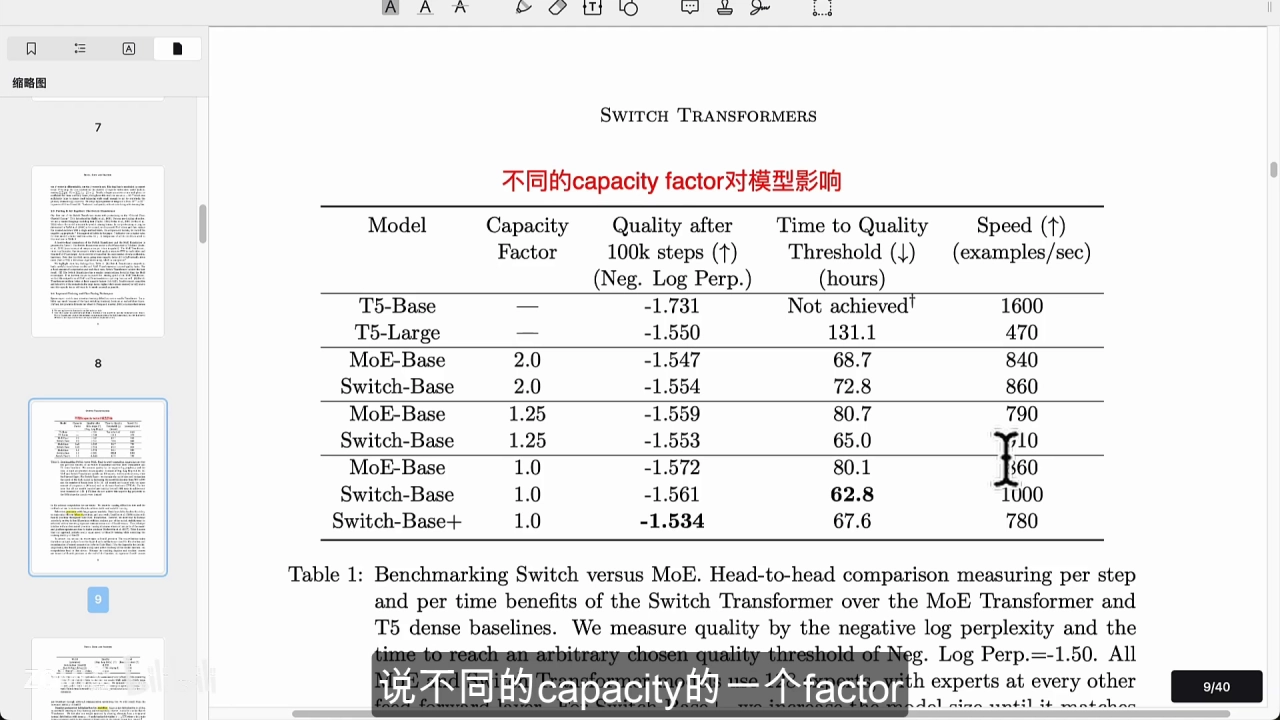 缩略图
7
8
9
SWITCH TRANSFORMERS
不同的capacity factor对模型影响
Model Capacity Factor Quality after 100k steps (↑) (Neg. Log Perp.) Time to Quality Threshold (↓) (hours) Speed (↑) (examples/sec)
T5-Base — -1.731 Not achieved† 1600
T5-Large — -1.550 131.1 470
MoE-Base 2.0 -1.547 68.7 840
Switch-Base 2.0 -1.554 72.8 860
MoE-Base 1.25 -1.559 80.7 790
Switch-Base 1.25 -1.553 65.0
MoE-Base 1.0 -1.572 80.1
Switch-Base 1.0 -1.561 62.8 1000
Switch-Base+ 1.0 -1.534 67.6 780
Table 1: Benchmarking Switch versus MoE. Head-to-head comparison measuring per step
and per time benefits of the Switch Transformer over the MoE Transformer and
T5 dense baselines. We measure quality by the negative log perplexity and the
time to reach an arbitrary chosen quality threshold of Neg. Log Perp.=-1.50. All
with experts at every other
说不同的capacity的一个factor
9/40